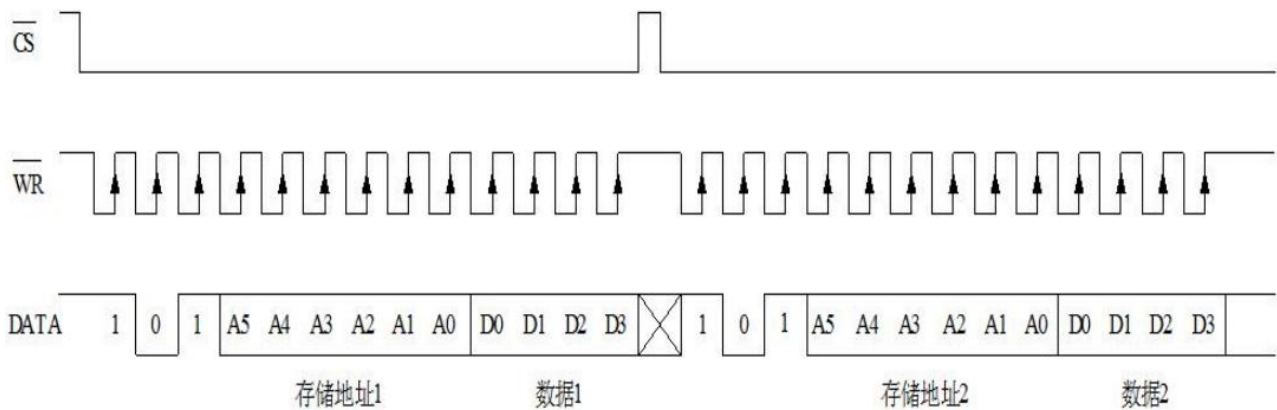 CS
WR
DATA 1 0 1 A5 A4 A3 A2 A1 A0 D0 D1 D2 D3 1 0 1 A5 A4 A3 A2 A1 A0 D0 D1 D2 D3
存储地址1 数据1 存储地址2 数据2